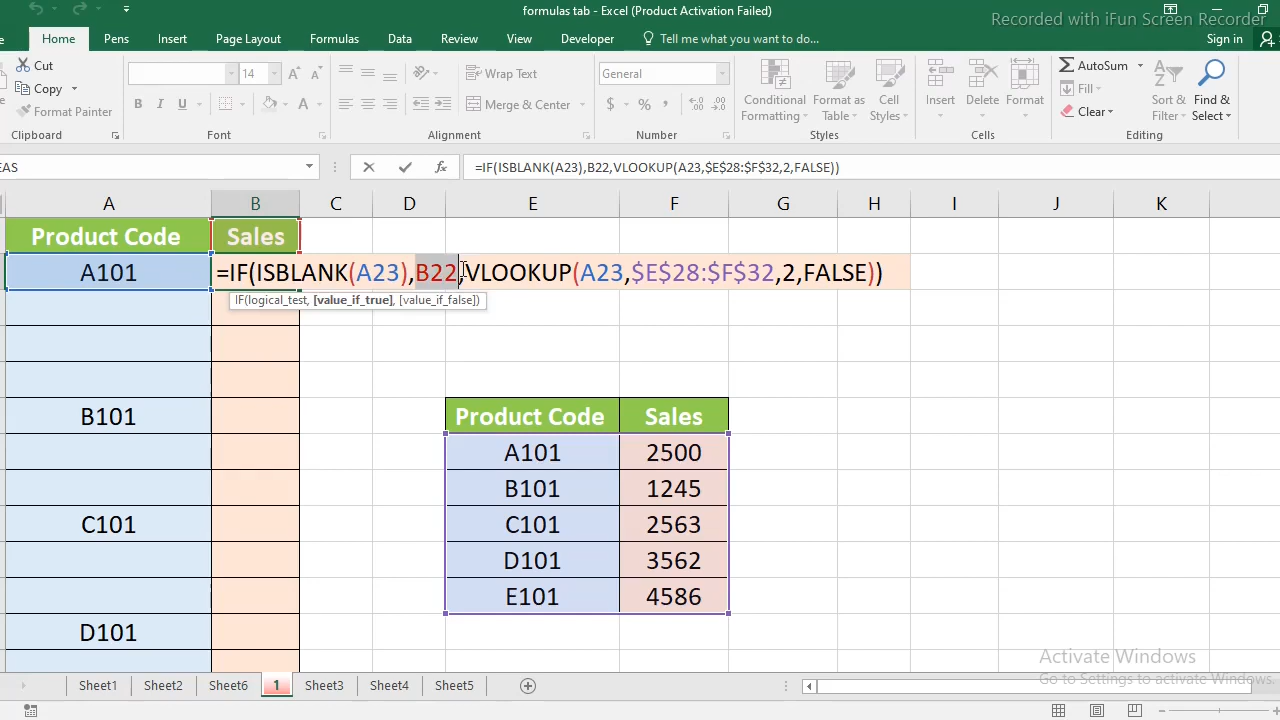 formulas tab - Excel (Product Activation Failed)
Recorded with iFun Screen Recorder
Home Pens Insert Page Layout Formulas Data Review View Developer Tell me what you want to do... Sign in
Cut
Copy
Format Painter
Clipboard
14 A A
B I U A
Font
Wrap Text
Merge & Center
Alignment
General
$ % ,
Number
Conditional Formatting
Format as Table
Cell Styles
Styles
Insert Delete Format
Cells
AutoSum
Fill
Clear
Sort & Filter
Find & Select
Editing
EAS fx =IF(ISBLANK(A23),B22,VLOOKUP(A23,$E$28:$F$32,2,FALSE))
A B C D E F G H I J K
Product Code Sales
A101 =IF(ISBLANK(A23),B22,VLOOKUP(A23,$E$28:$F$32,2,FALSE))
IF(logical_test, [value_if_true], [value_if_false])
B101 Product Code Sales
A101 2500
B101 1245
C101 C101 2563
D101 3562
E101 4586
D101
Activate Windows
Go to Settings to activate Windows.
Sheet1 Sheet2 Sheet6 1 Sheet3 Sheet4 Sheet5